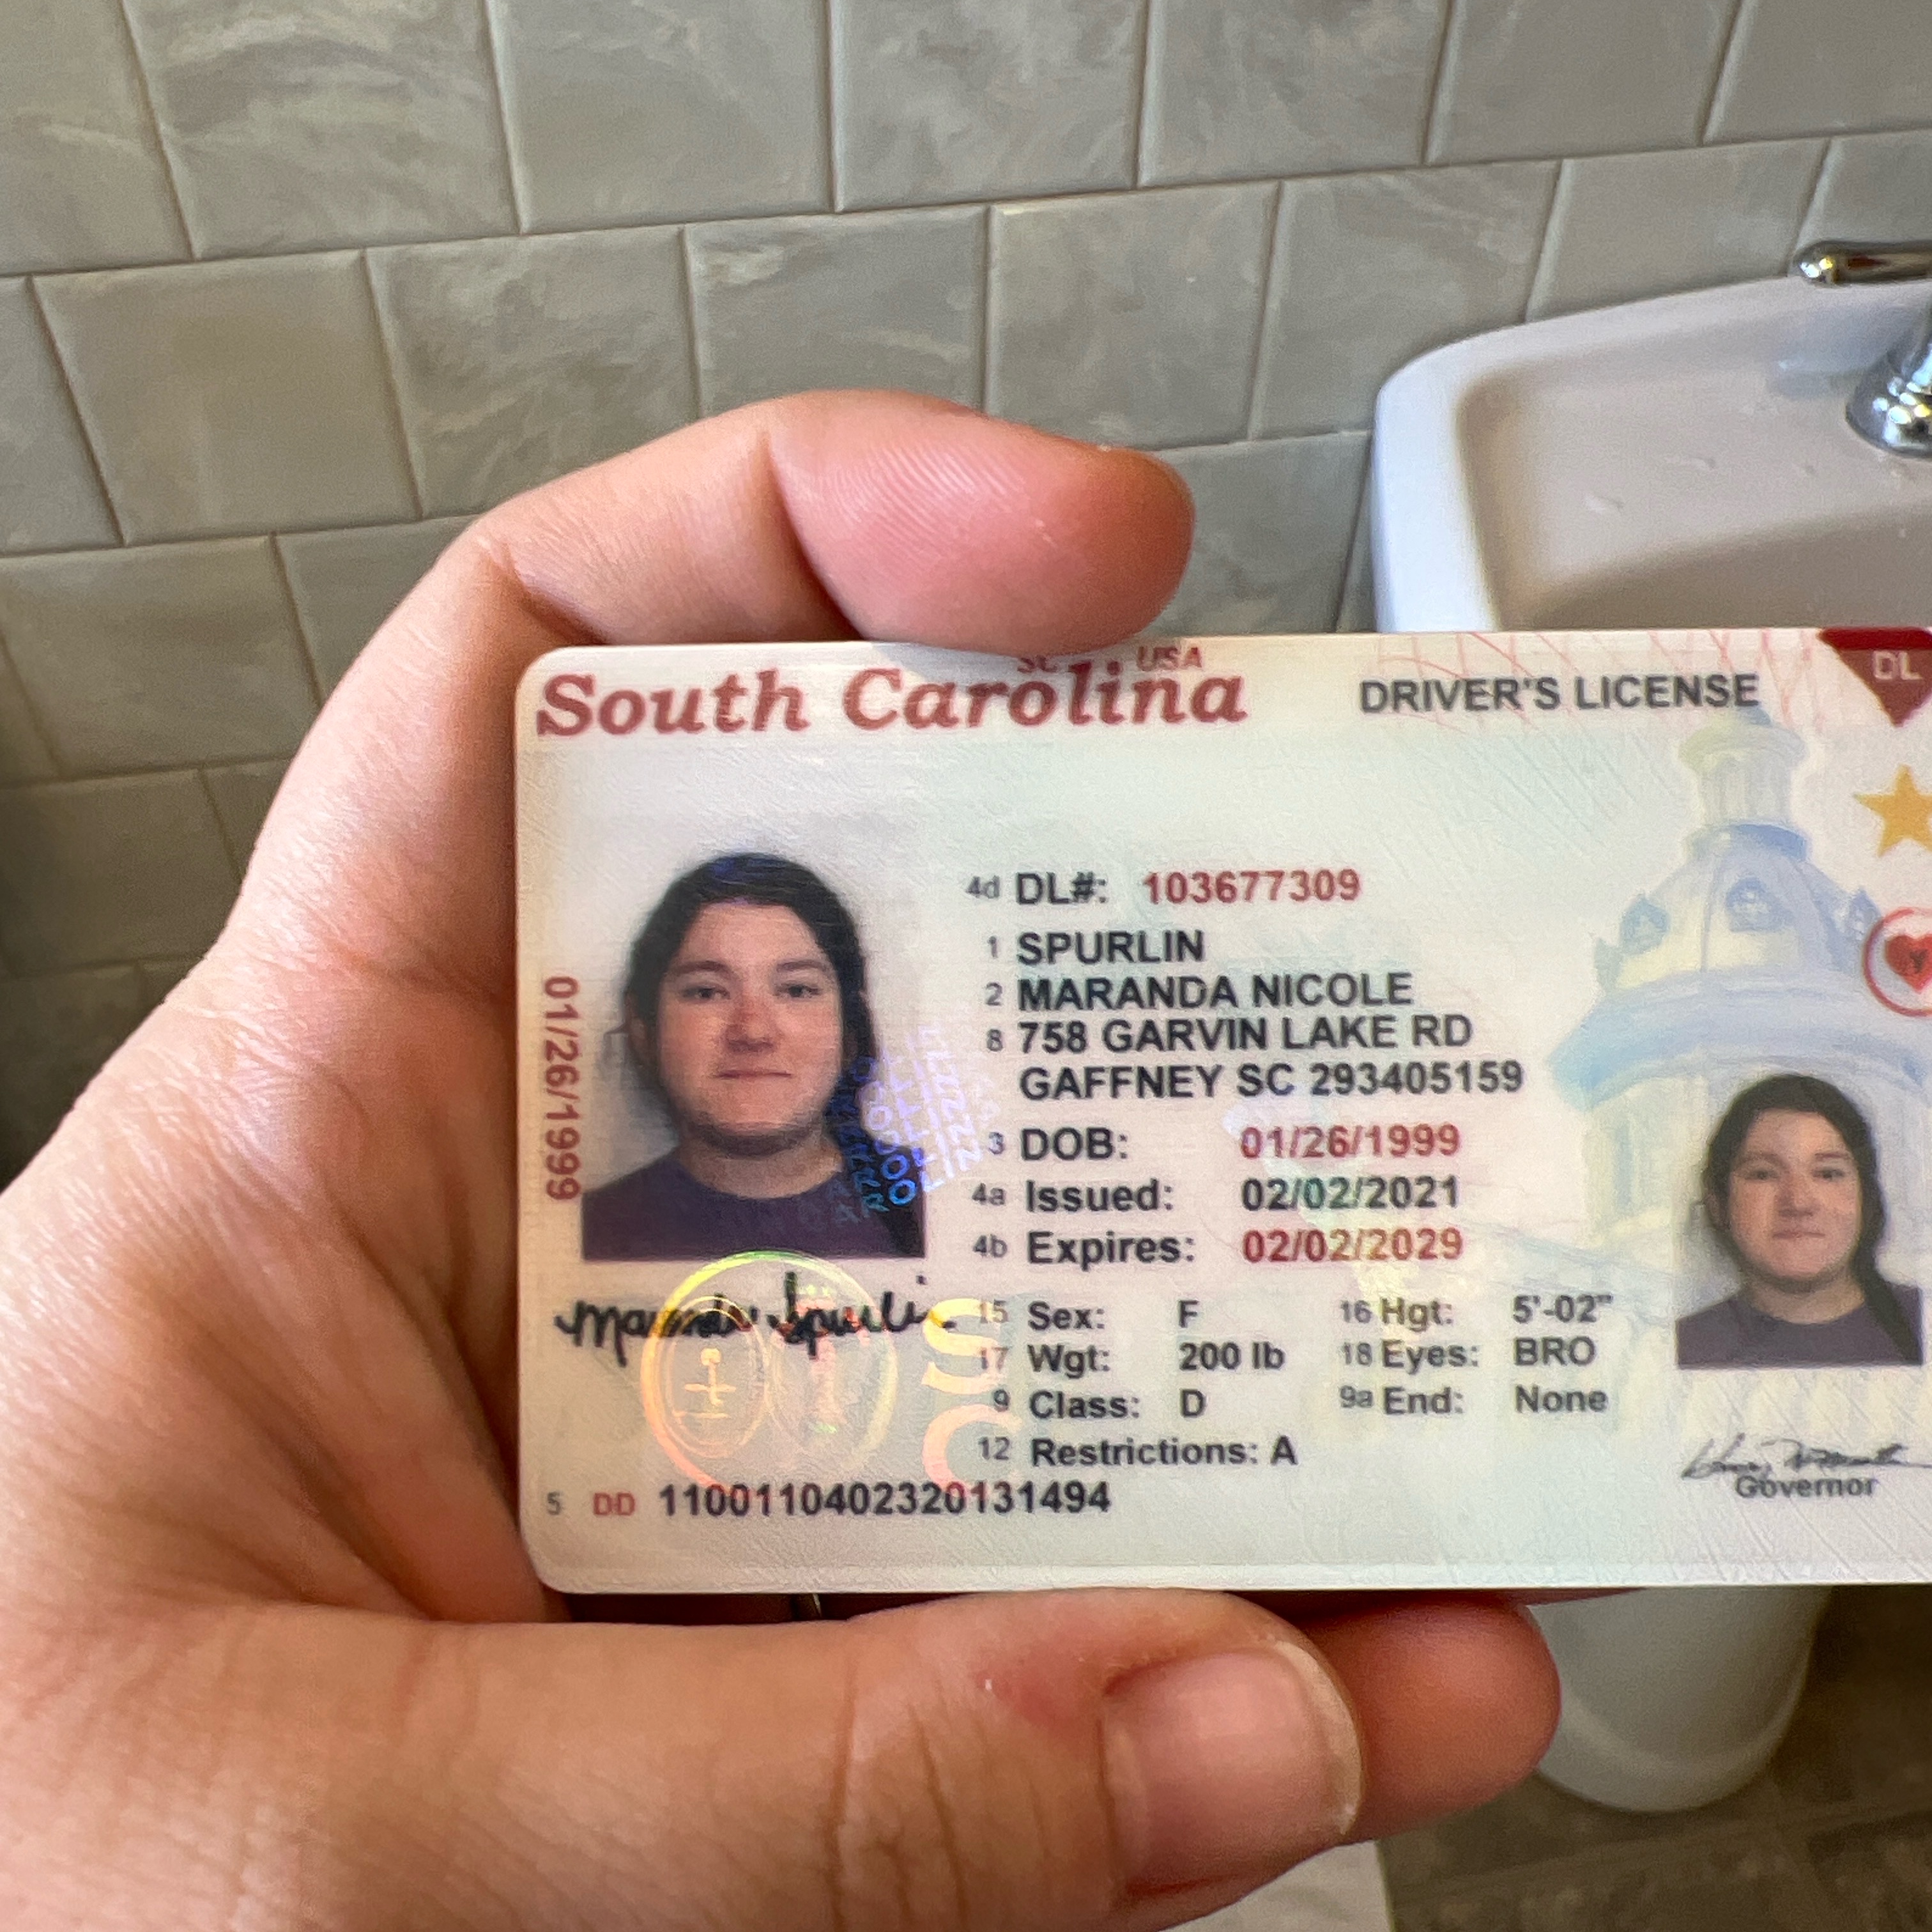 SC USA
South Carolina DRIVER'S LICENSE
DL
4d DL#: 103677309
1 SPURLIN
2 MARANDA NICOLE
8 758 GARVIN LAKE RD
GAFFNEY SC 293405159
01/26/1999
3 DOB: 01/26/1999
4a Issued: 02/02/2021
4b Expires: 02/02/2029
Maranda Spurlin
SC
15 Sex: F 16 Hgt: 5'-02"
17 Wgt: 200 lb 18 Eyes: BRO
9 Class: D 9a End: None
12 Restrictions: A
Governor
5 DD 1100110402320131494
Y